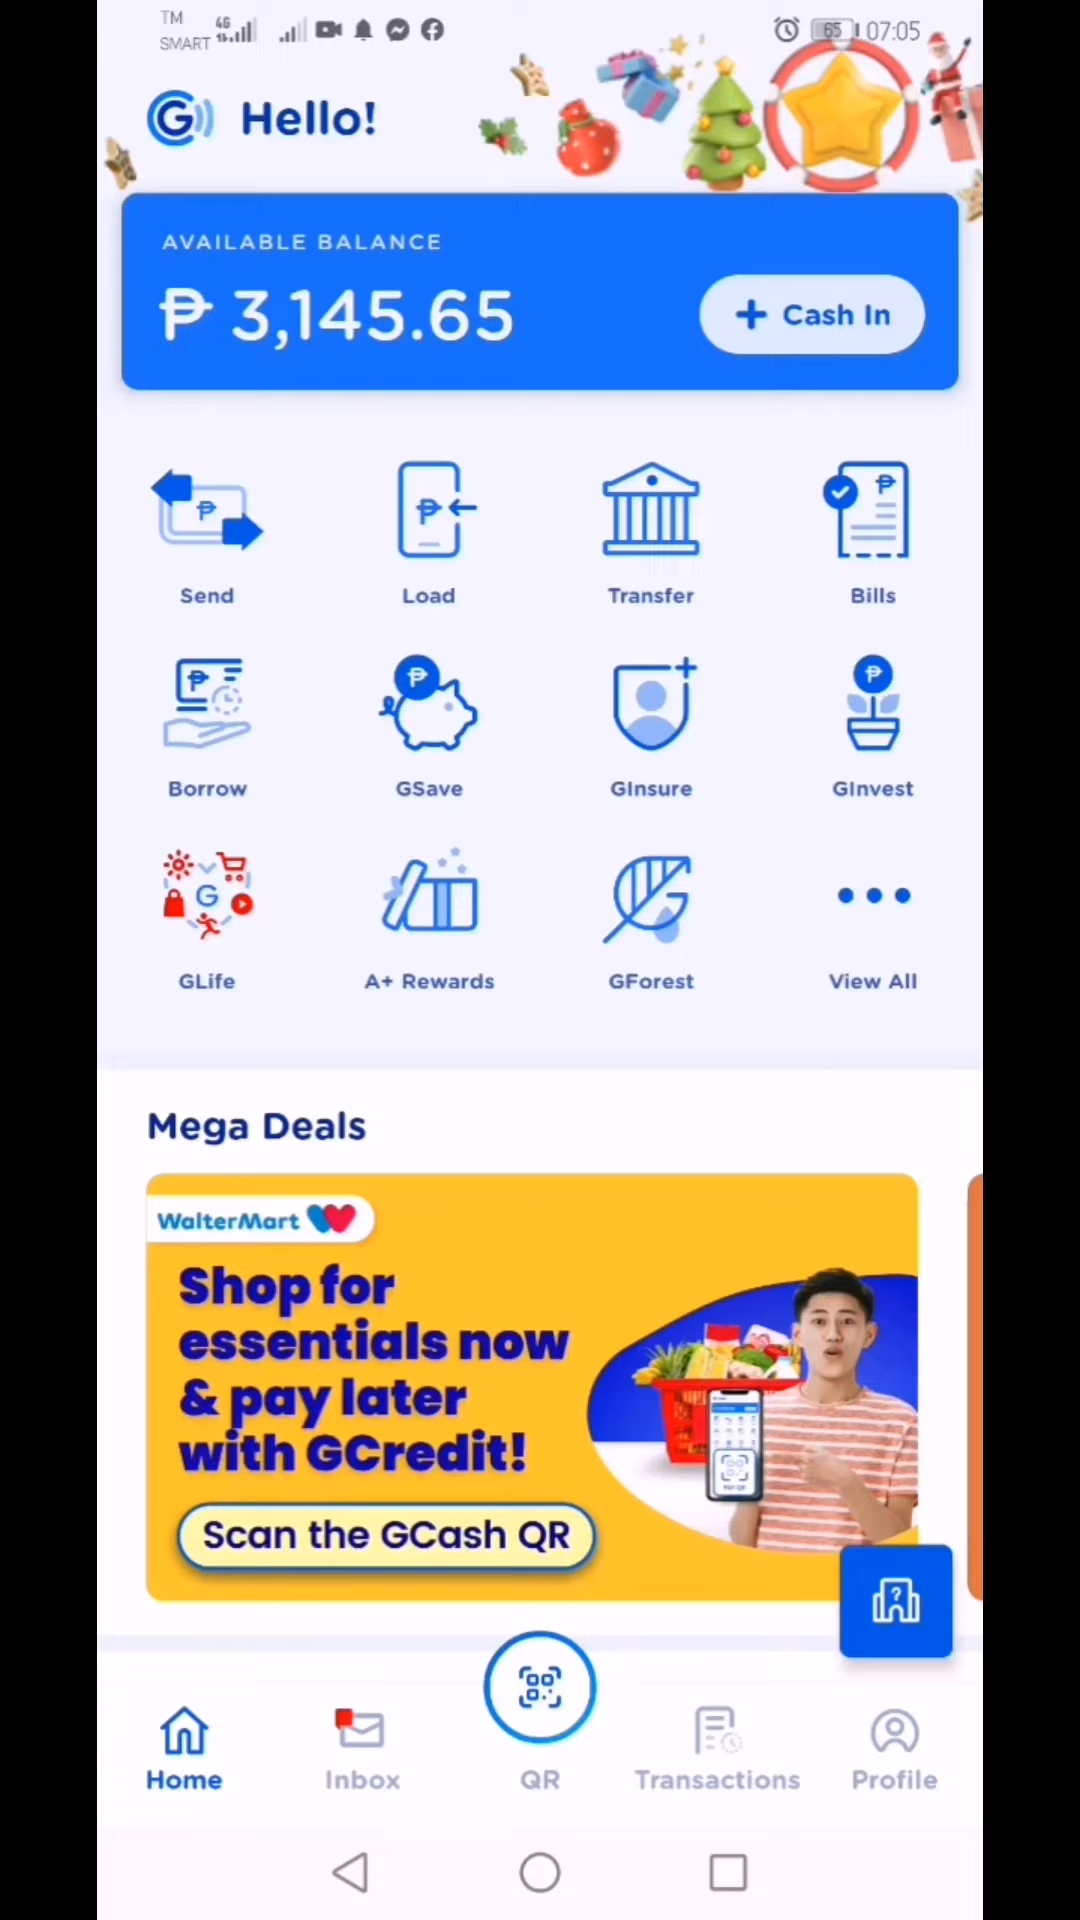 TM
4G
SMART
65
07:05
G Hello!
AVAILABLE BALANCE
₱ 3,145.65
+ Cash In
Send
Load
Transfer
Bills
Borrow
GSave
GInsure
GInvest
GLife
A+ Rewards
GForest
View All
Mega Deals
WalterMart
Shop for
essentials now
& pay later
with GCredit!
Scan the GCash QR
Home
Inbox
QR
Transactions
Profile